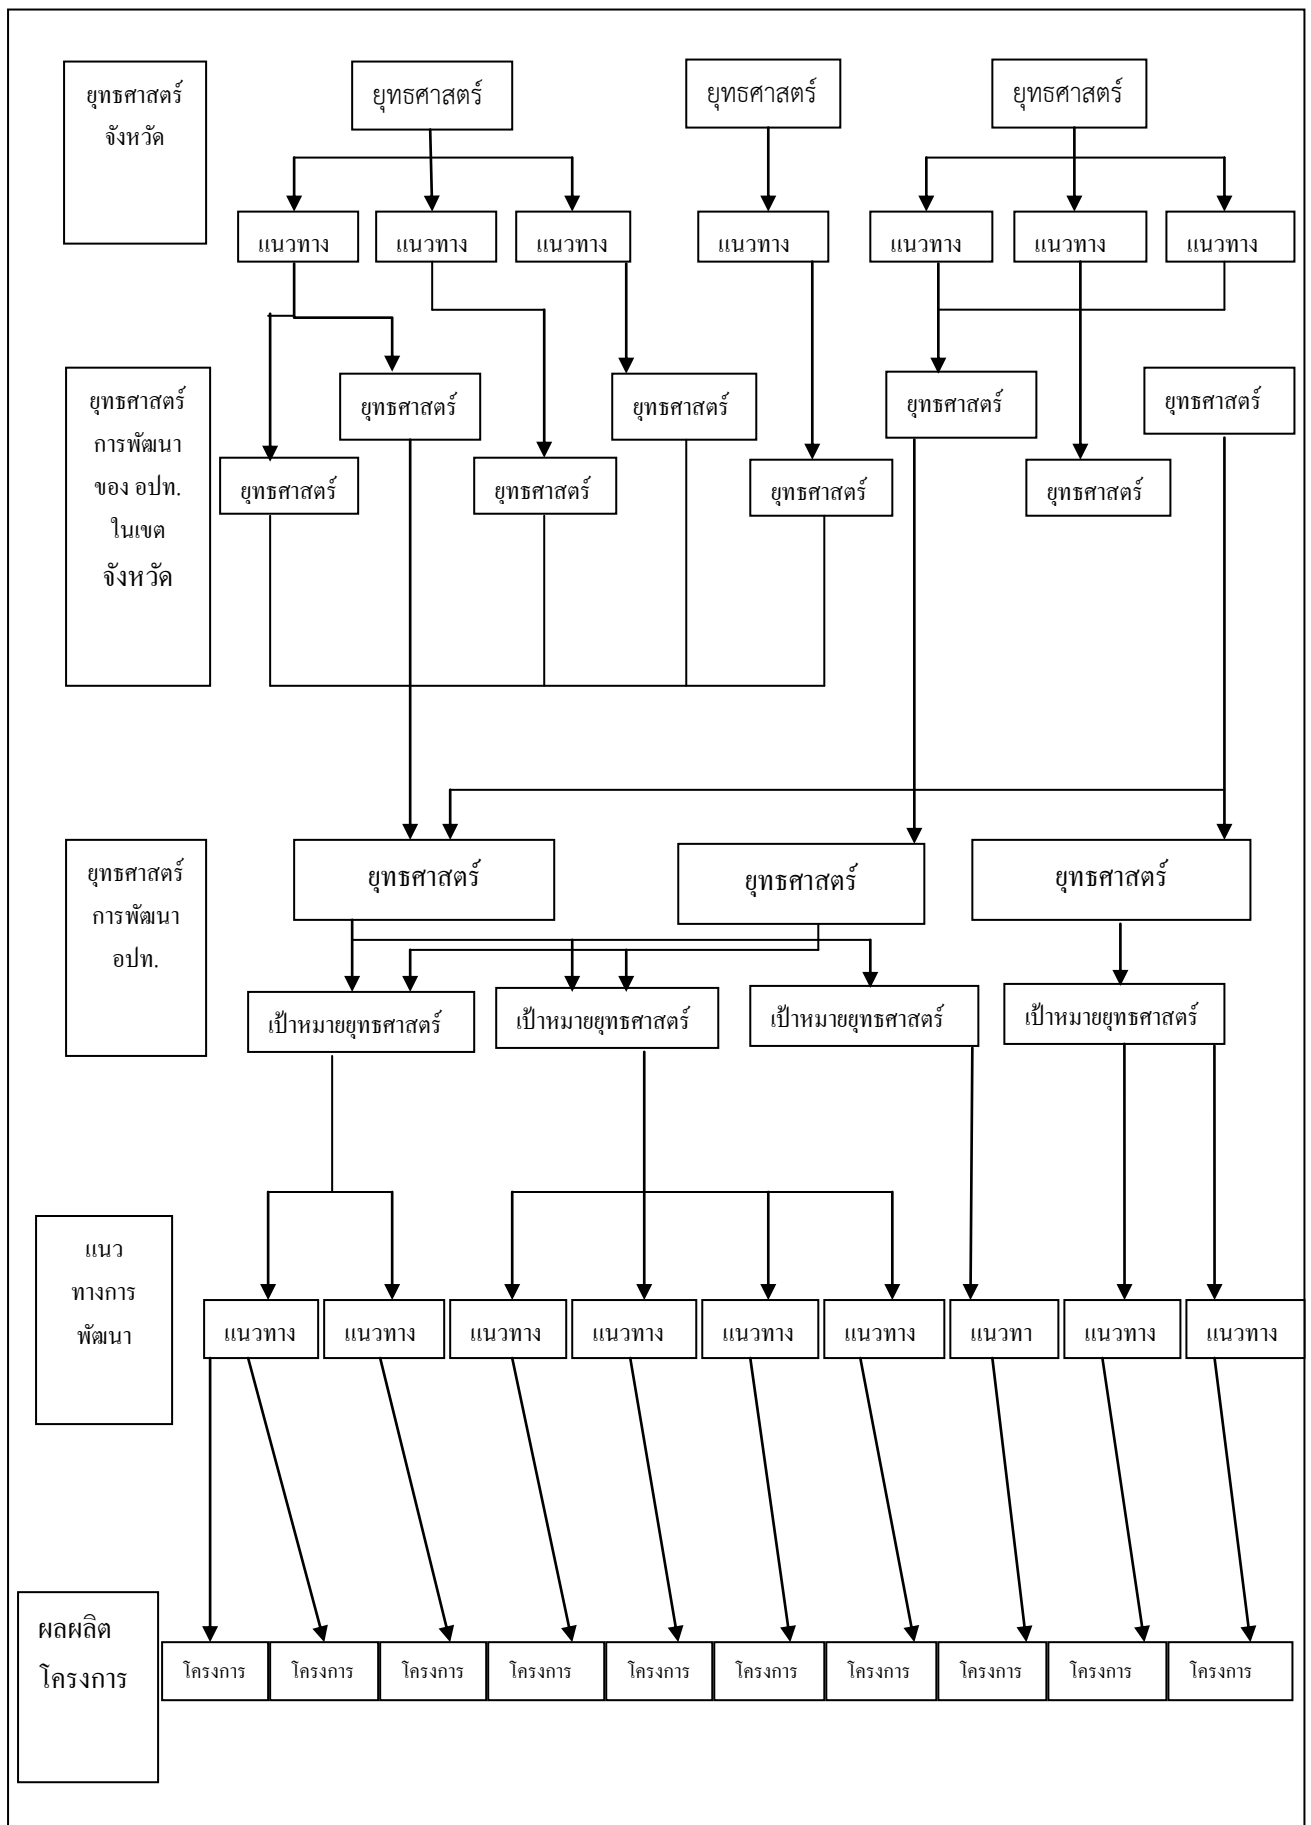 ยุทธศาสตร์
จังหวัด
ยุทธศาสตร์
ยุทธศาสตร์
ยุทธศาสตร์
แนวทาง
แนวทาง
แนวทาง
แนวทาง
แนวทาง
แนวทาง
แนวทาง
ยุทธศาสตร์
การพัฒนา
ของ อปท.
ในเขต
จังหวัด
ยุทธศาสตร์
ยุทธศาสตร์
ยุทธศาสตร์
ยุทธศาสตร์
ยุทธศาสตร์
ยุทธศาสตร์
ยุทธศาสตร์
ยุทธศาสตร์
ยุทธศาสตร์
การพัฒนา
อปท.
ยุทธศาสตร์
ยุทธศาสตร์
ยุทธศาสตร์
เป้าหมายยุทธศาสตร์
เป้าหมายยุทธศาสตร์
เป้าหมายยุทธศาสตร์
เป้าหมายยุทธศาสตร์
แนว
ทางการ
พัฒนา
แนวทาง
แนวทาง
แนวทาง
แนวทาง
แนวทาง
แนวทาง
แนวทา
แนวทาง
แนวทาง
ผลผลิต
โครงการ
โครงการ
โครงการ
โครงการ
โครงการ
โครงการ
โครงการ
โครงการ
โครงการ
โครงการ
โครงการ